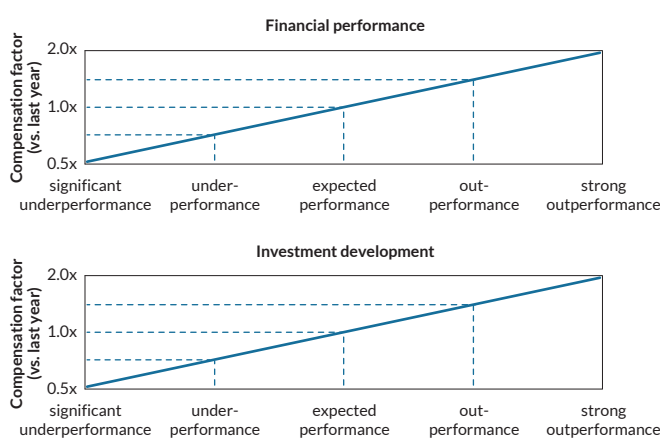 Financial performance
Compensation factor
(vs. last year)
2.0x
1.0x
0.5x
significant
underperformance
under-
performance
expected
performance
out-
performance
strong
outperformance
Investment development
Compensation factor
(vs. last year)
2.0x
1.0x
0.5x
significant
underperformance
under-
performance
expected
performance
out-
performance
strong
outperformance